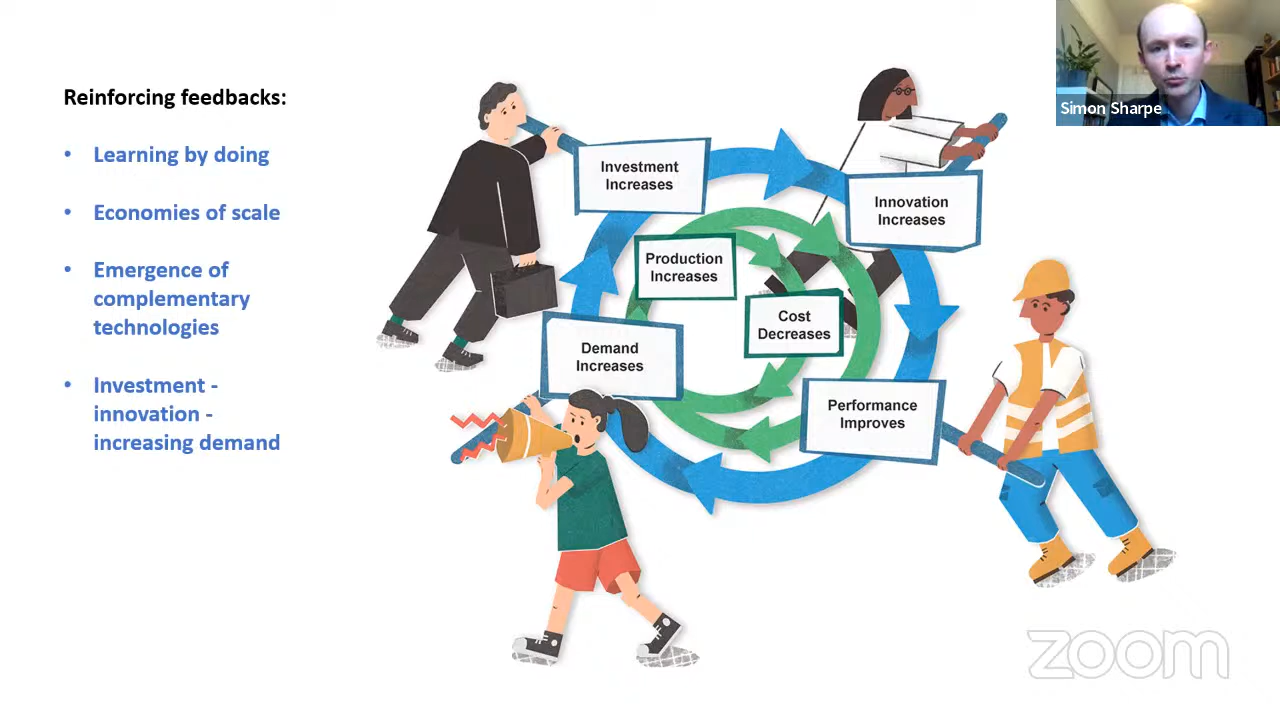 Reinforcing feedbacks:
• Learning by doing
• Economies of scale
• Emergence of
complementary
technologies
• Investment -
innovation -
increasing demand
Investment
Increases
Innovation
Increases
Production
Increases
Cost
Decreases
Demand
Increases
Performance
Improves
Simon Sharpe
zoom